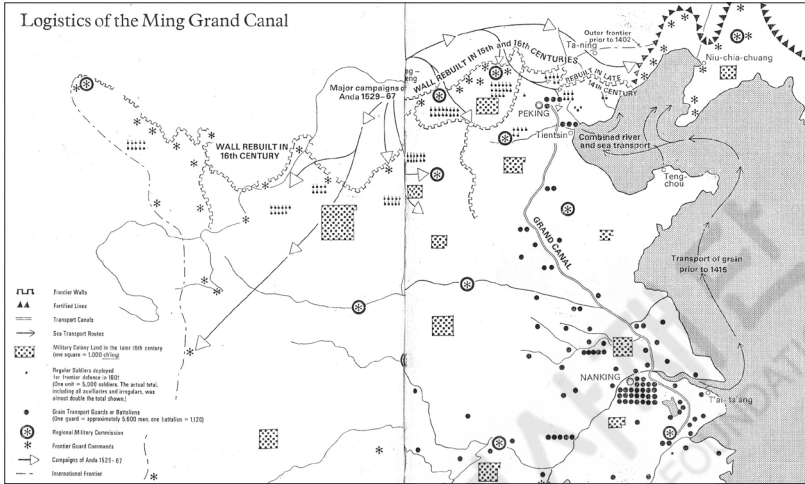 Logistics of the Ming Grand Canal
Outer frontier
prior to 1402
Ta-ning
Niu-chia-chuang
WALL REBUILT IN 15th and 16th CENTURIES
REBUILT IN LATE
14th CENTURY
Major campaigns of
Anda 1529-67
PEKING
Tientsin
Combined river
and sea transport
WALL REBUILT IN
16th CENTURY
Teng-
chou
GRAND CANAL
Transport of grain
prior to 1415
NANKING
T'ai-ts'ang
Frontier Walls
Fortified Lines
Transport Canals
Sea Transport Routes
Military Colony Land in the later 16th century
(one square = 1,000 ch'ing)
Regular Soldiers deployed
for frontier defence in 1601
(One unit = 5,000 soldiers. The actual total,
including all auxiliaries and irregulars, was
almost double the total shown.)
Grain Transport Guards or Battalions
(One guard = approximately 5,600 men, one battalion = 1,120)
Regional Military Commission
Frontier Guard Commands
Campaigns of Anda 1529-67
International Frontier
FOUNDATION